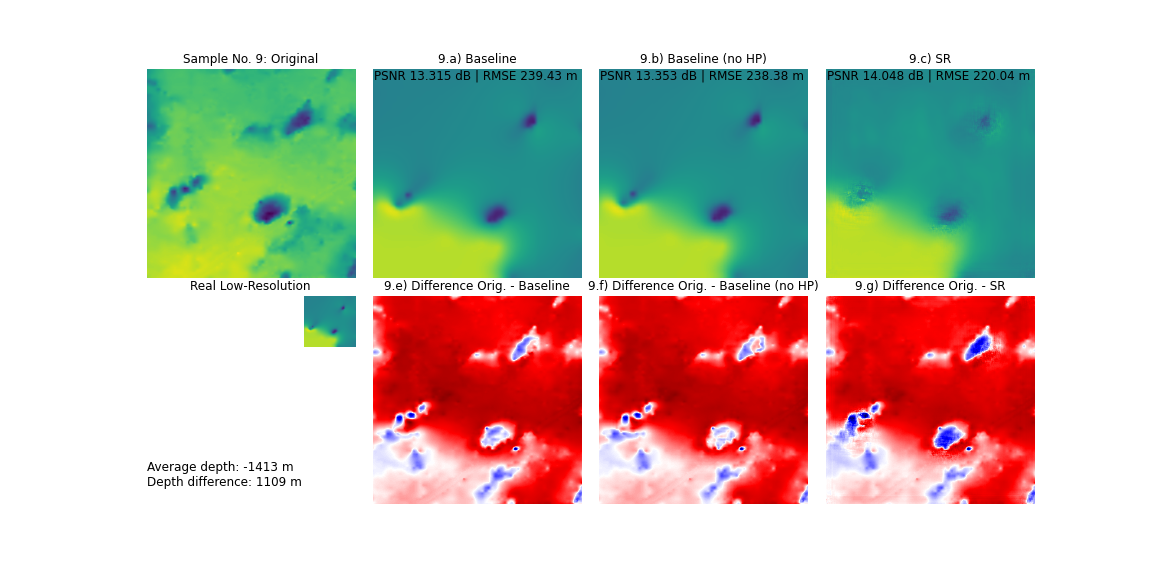 Sample No. 9: Original
9.a) Baseline
9.b) Baseline (no HP)
9.c) SR
PSNR 13.315 dB | RMSE 239.43 m
PSNR 13.353 dB | RMSE 238.38 m
PSNR 14.048 dB | RMSE 220.04 m
Real Low-Resolution
9.e) Difference Orig. - Baseline
9.f) Difference Orig. - Baseline (no HP)
9.g) Difference Orig. - SR
Average depth: -1413 m
Depth difference: 1109 m